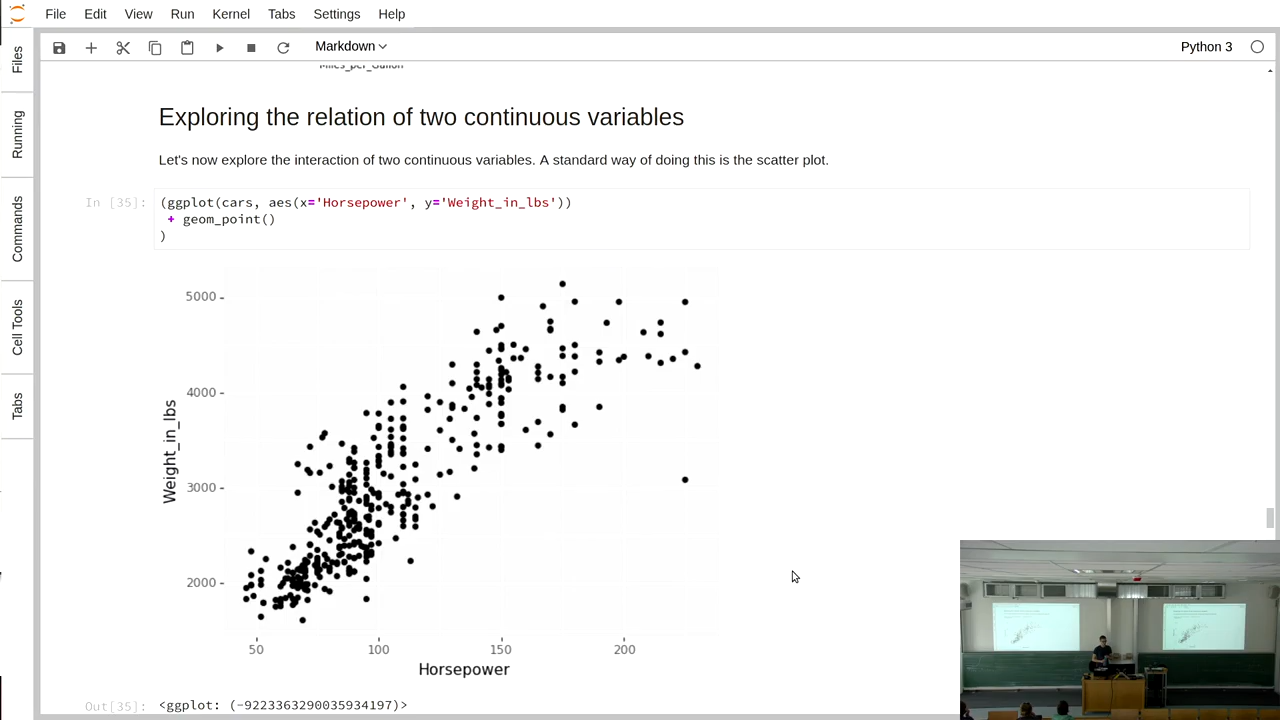 File Edit View Run Kernel Tabs Settings Help
Markdown
Python 3
Files
Running
Commands
Cell Tools
Tabs
Miles_per_Gallon
Exploring the relation of two continuous variables
Let's now explore the interaction of two continuous variables. A standard way of doing this is the scatter plot.
In [35]:
(ggplot(cars, aes(x='Horsepower', y='Weight_in_lbs'))
+ geom_point()
)
5000
4000
3000
2000
Weight_in_lbs
50 100 150 200
Horsepower
Out[35]: <ggplot: (-9223363290035934197)>